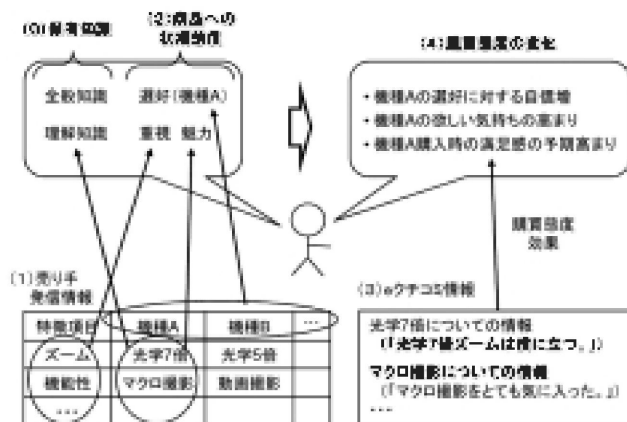 (0)保有知識
(2)商品への
初期態度
(4)購買態度の変化
全般知識 選好(機種A)
理解知識 重視 魅力
・機種Aの選好に対する自信増
・機種Aの欲しい気持ちの高まり
・機種A購入時の満足感の予期高まり
購買態度
効果
(1)売り手
発信情報
(3)eクチコミ情報
特徴項目 機種A 機種B …
ズーム 光学7倍 光学5倍
機能性 マクロ撮影 動画撮影
…
光学7倍についての情報
(「光学7倍ズームは役に立つ。」)
マクロ撮影についての情報
(「マクロ撮影をとても気に入った。」)
…